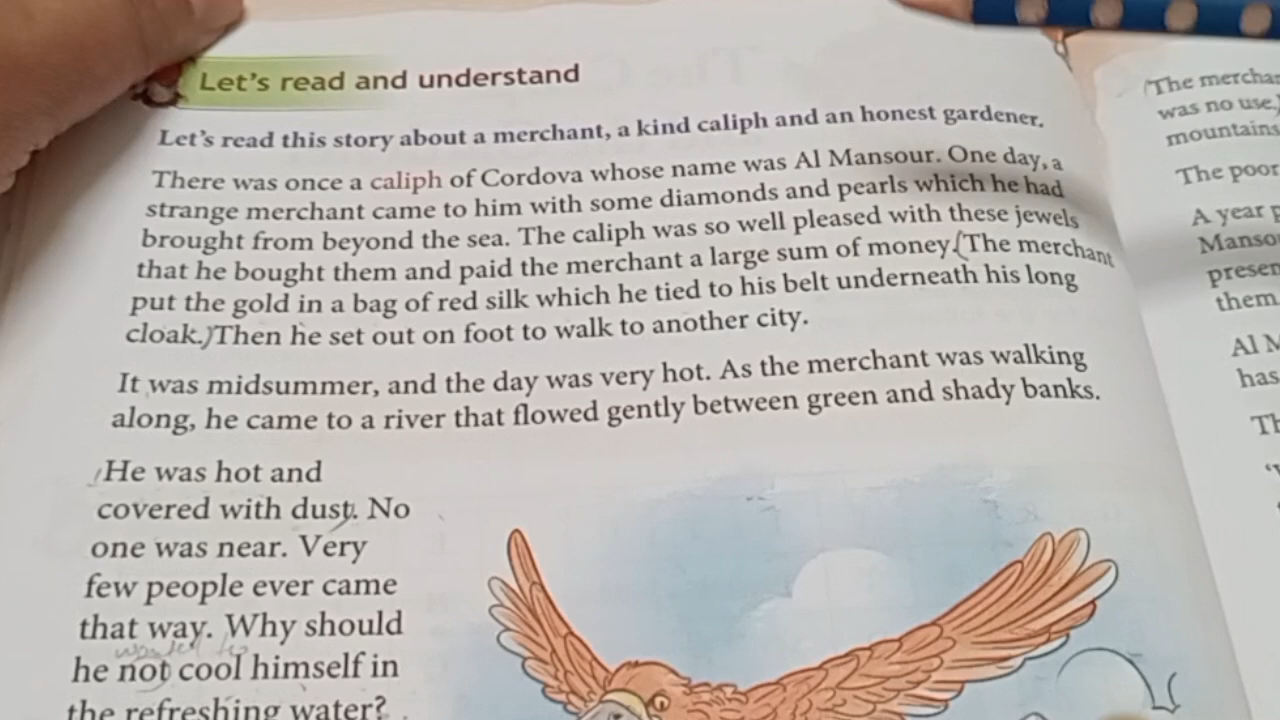 Let's read and understand
Let's read this story about a merchant, a kind caliph and an honest gardener.
There was once a caliph of Cordova whose name was Al Mansour. One day, a
strange merchant came to him with some diamonds and pearls which he had
brought from beyond the sea. The caliph was so well pleased with these jewels
that he bought them and paid the merchant a large sum of money. (The merchant
put the gold in a bag of red silk which he tied to his belt underneath his long
cloak.) Then he set out on foot to walk to another city.
It was midsummer, and the day was very hot. As the merchant was walking
along, he came to a river that flowed gently between green and shady banks.
He was hot and
covered with dust. No
one was near. Very
few people ever came
that way. Why should
wanted to
he not cool himself in
the refreshing water?
(The
was no use,)
mountains
The poor
A year
Al
has